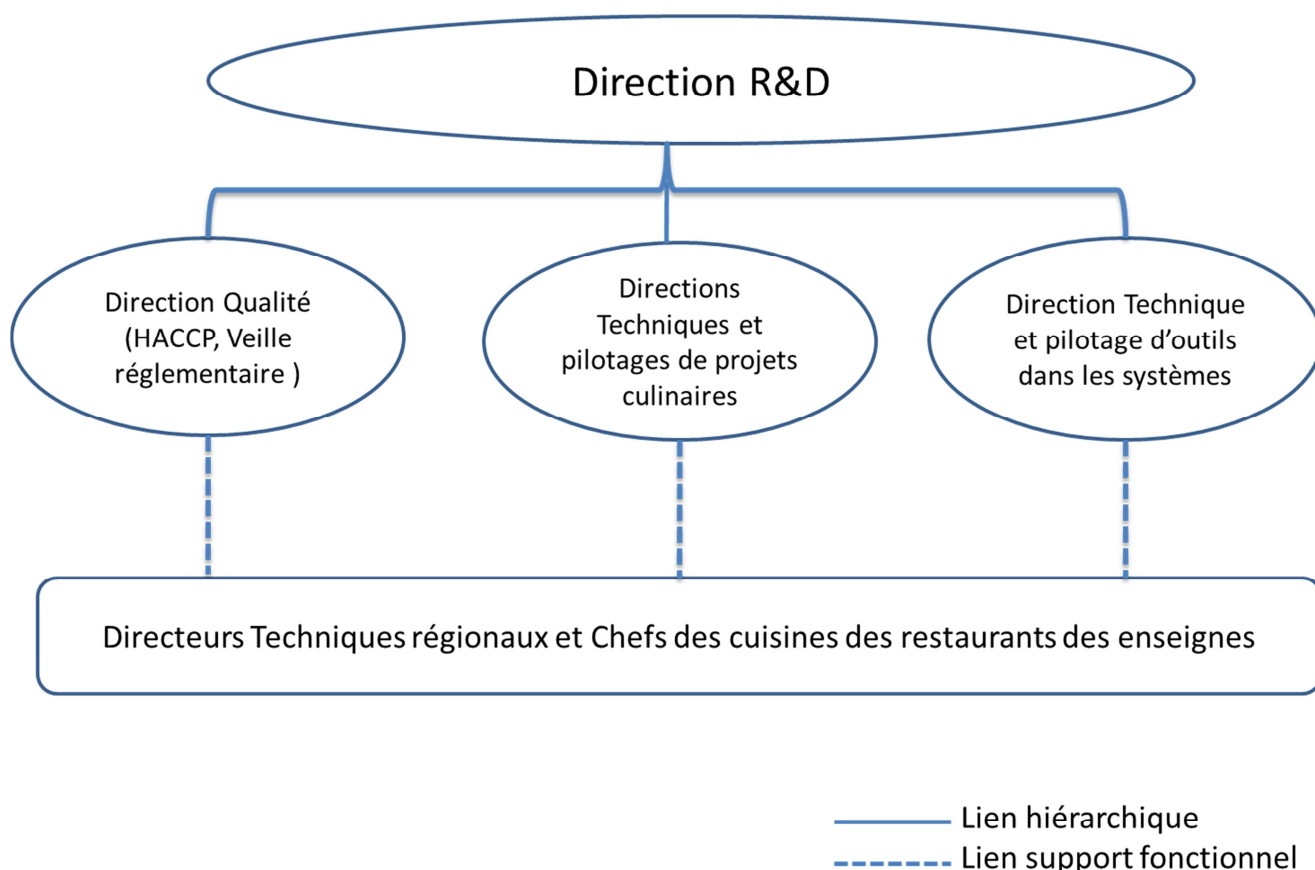 Direction R&D
Direction Qualité
(HACCP, Veille
réglementaire )
Directions
Techniques et
pilotages de projets
culinaires
Direction Technique
et pilotage d’outils
dans les systèmes
Directeurs Techniques régionaux et Chefs des cuisines des restaurants des enseignes
Lien hiérarchique
Lien support fonctionnel